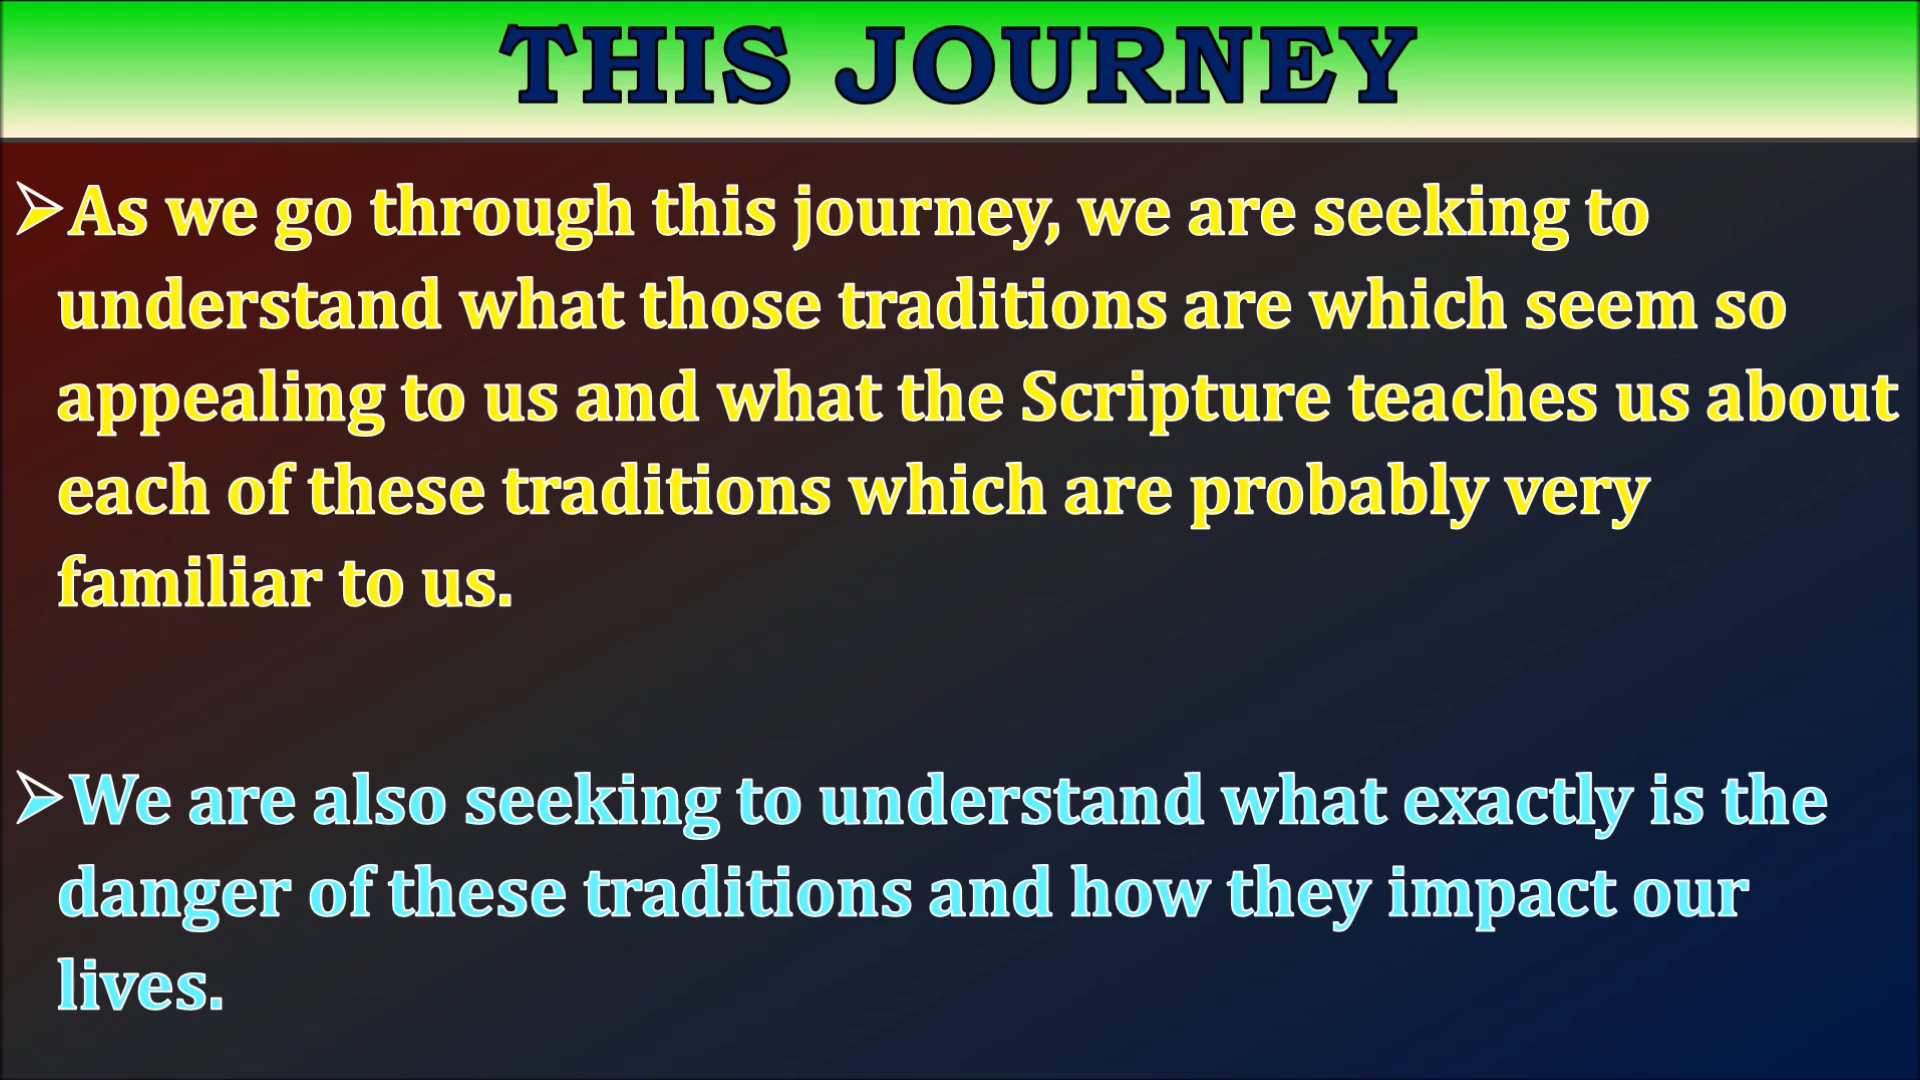 THIS JOURNEY
➢As we go through this journey, we are seeking to
understand what those traditions are which seem so
appealing to us and what the Scripture teaches us about
each of these traditions which are probably very
familiar to us.
➢We are also seeking to understand what exactly is the
danger of these traditions and how they impact our
lives.